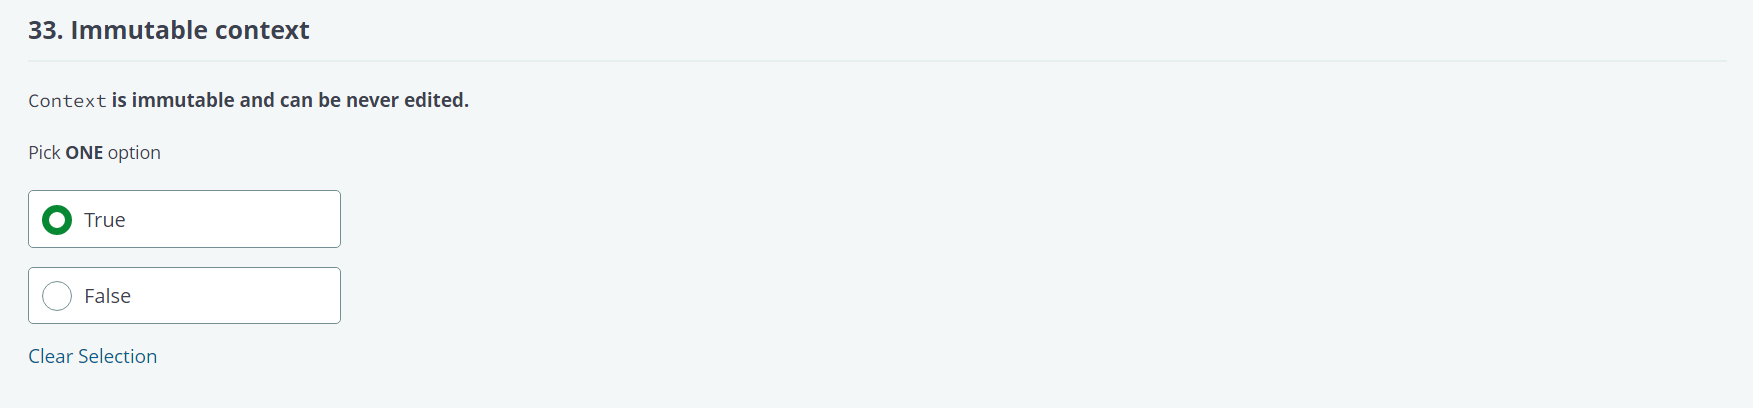 33. Immutable context
Context is immutable and can be never edited.
Pick ONE option
True
False
Clear Selection